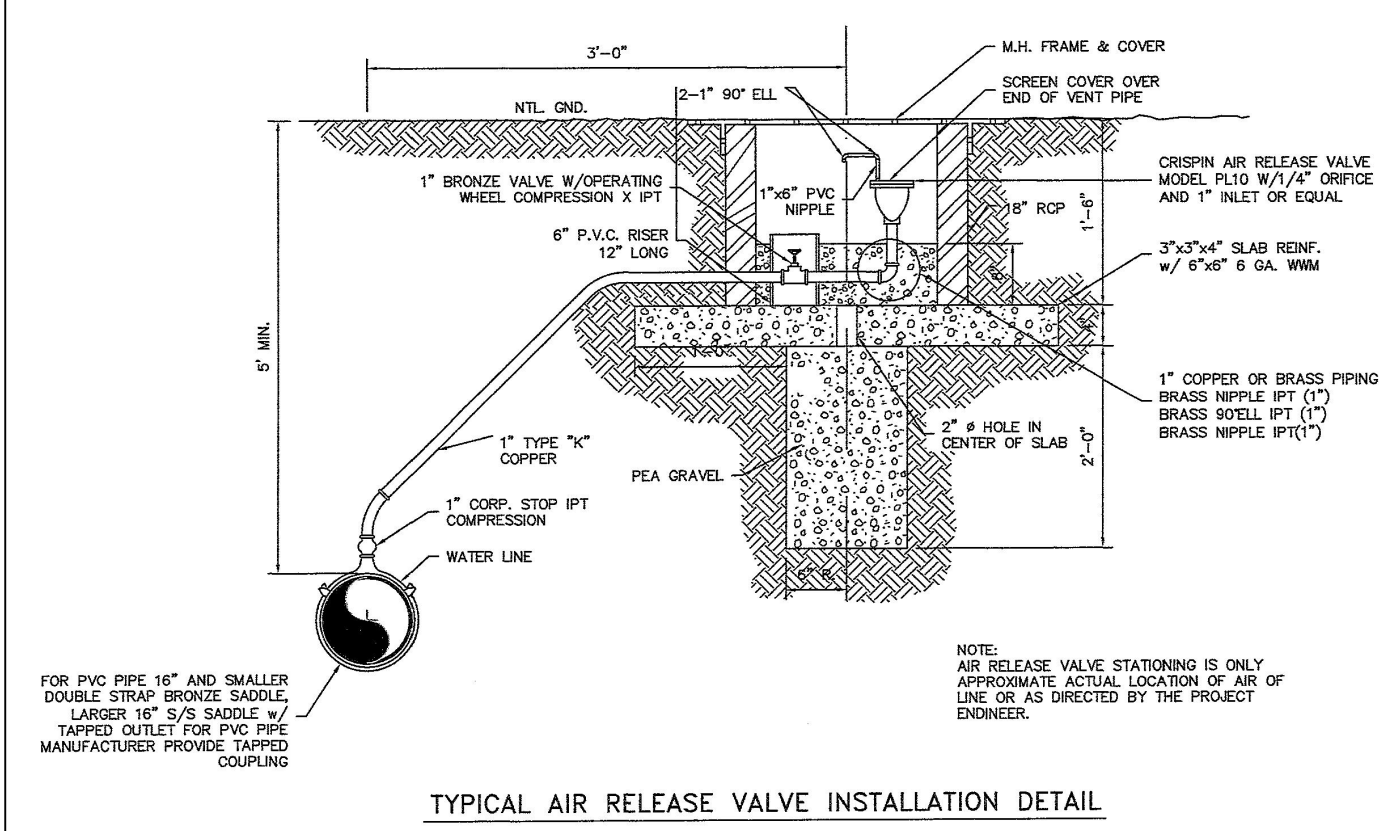 3'-0"
M.H. FRAME & COVER
SCREEN COVER OVER
END OF VENT PIPE
2-1" 90° ELL
NTL. GND.
CRISPIN AIR RELEASE VALVE
MODEL PL10 W/1/4" ORIFICE
AND 1" INLET OR EQUAL
1" BRONZE VALVE W/OPERATING
WHEEL COMPRESSION X IPT
1"x6" PVC
NIPPLE
18" RCP
1'-6"
6" P.V.C. RISER
12" LONG
3"x3"x4" SLAB REINF.
w/ 6"x6" 6 GA. WWM
8"
4"
5' MIN.
1'-0"
1" COPPER OR BRASS PIPING
BRASS NIPPLE IPT (1")
BRASS 90°ELL IPT (1")
BRASS NIPPLE IPT(1")
2" ø HOLE IN
CENTER OF SLAB
2'-0"
1" TYPE "K"
COPPER
PEA GRAVEL
1" CORP. STOP IPT
COMPRESSION
WATER LINE
6" R.
FOR PVC PIPE 16" AND SMALLER
DOUBLE STRAP BRONZE SADDLE,
LARGER 16" S/S SADDLE w/
TAPPED OUTLET FOR PVC PIPE
MANUFACTURER PROVIDE TAPPED
COUPLING
NOTE:
AIR RELEASE VALVE STATIONING IS ONLY
APPROXIMATE ACTUAL LOCATION OF AIR OF
LINE OR AS DIRECTED BY THE PROJECT
ENDINEER.
TYPICAL AIR RELEASE VALVE INSTALLATION DETAIL